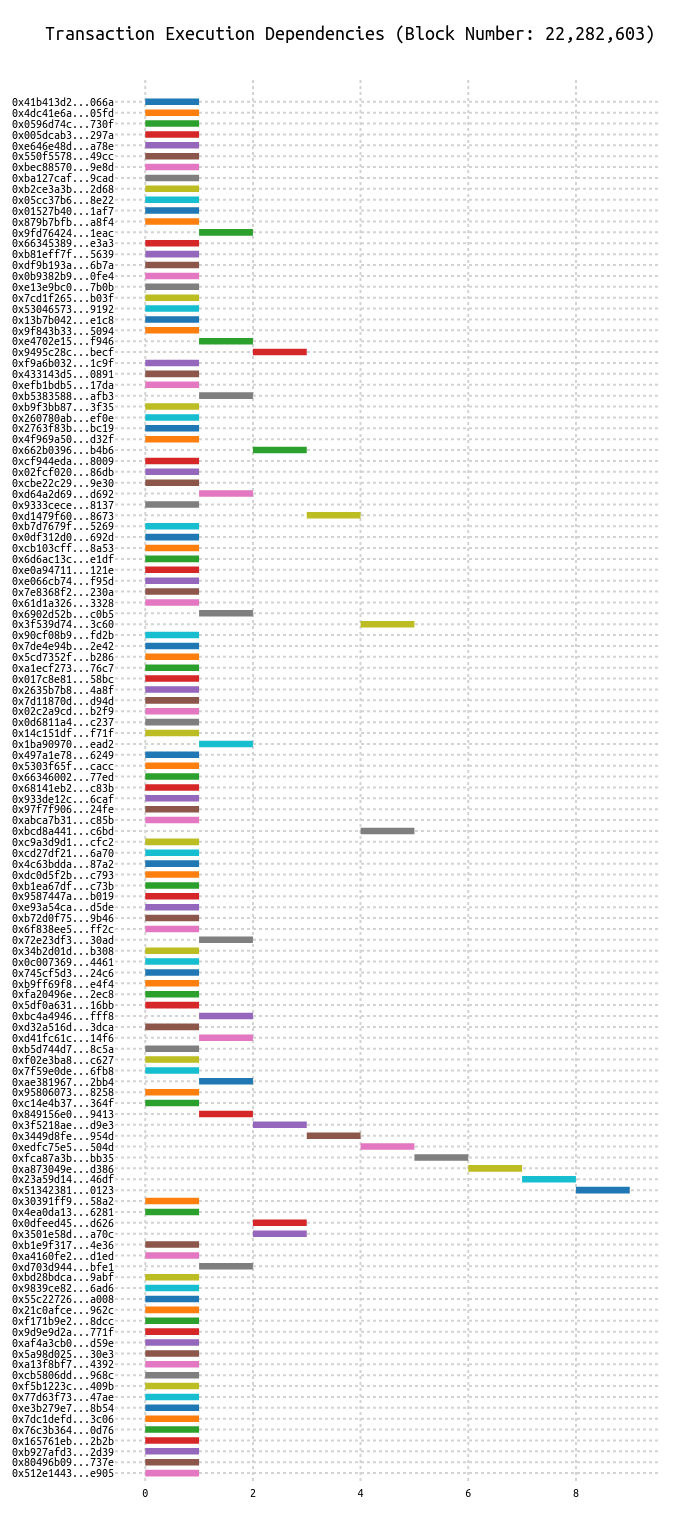 Transaction Execution Dependencies (Block Number: 22,282,603)
0x41b413d2...066a
0x4dc41e6a...05fd
0x0596d74c...730f
0x005dcab3...297a
0xe646e48d...a78e
0x550f5578...49cc
0xbec88570...9e8d
0xba127caf...9cad
0xb2ce3a3b...2d68
0x05cc37b6...8e22
0x01527b40...1af7
0x879b7bfb...a8f4
0x9fd76424...1eac
0x66345389...e3a3
0xb81eff7f...5639
0xdf9b193a...6b7a
0x0b9382b9...0fe4
0xe13e9bc0...7b0b
0x7cd1f265...b03f
0x53046573...9192
0x13b7b042...e1c8
0x9f843b33...5094
0xe4702e15...f946
0x9495c28c...becf
0xf9a6b032...1c9f
0x433143d5...0891
0xefb1bdb5...17da
0xb5383588...afb3
0xb9f3bb87...3f35
0x260780ab...ef0e
0x2763f83b...bc19
0x4f969a50...d32f
0x662b0396...b4b6
0xcf944eda...8009
0x02fcf020...86db
0xcbe22c29...9e30
0xd64a2d69...d692
0x9333cece...8137
0xd1479f60...8673
0xb7d7679f...5269
0x0df312d0...692d
0xcb103cff...8a53
0x6d6ac13c...e1df
0xe0a94711...121e
0xe066cb74...f95d
0x7e8368f2...230a
0x61d1a326...3328
0x6902d52b...c0b5
0x3f539d74...3c60
0x90cf08b9...fd2b
0x7de4e94b...2e42
0x5cd7352f...b286
0xa1ecf273...76c7
0x017c8e81...58bc
0x2635b7b8...4a8f
0x7d11870d...d94d
0x02c2a9cd...b2f9
0x0d6811a4...c237
0x14c151df...f71f
0x1ba90970...ead2
0x497a1e78...6249
0x5303f65f...cacc
0x66346002...77ed
0x68141eb2...c83b
0x933de12c...6caf
0x97f7f906...24fe
0xabca7b31...c85b
0xbcd8a441...c6bd
0xc9a3d9d1...cfc2
0xcd27df21...6a70
0x4c63bdda...87a2
0xdc0d5f2b...c793
0xb1ea67df...c73b
0x9587447a...b019
0xe93a54ca...d5de
0xb72d0f75...9b46
0x6f838ee5...ff2c
0x72e23df3...30ad
0x34b2d01d...b308
0x0c007369...4461
0x745cf5d3...24c6
0xb9ff69f8...e4f4
0xfa20496e...2ec8
0x5df0a631...16bb
0xbc4a4946...fff8
0xd32a516d...3dca
0xd41fc61c...14f6
0xb5d744d7...8c5a
0xf02e3ba8...c627
0x7f59e0de...6fb8
0xae381967...2bb4
0x95806073...8258
0xc14e4b37...364f
0x849156e0...9413
0x3f5218ae...d9e3
0x3449d8fe...954d
0xedfc75e5...504d
0xfca87a3b...bb35
0xa873049e...d386
0x23a59d14...46df
0x51342381...0123
0x30391ff9...58a2
0x4ea0da13...6281
0x0dfeed45...d626
0x3501e58d...a70c
0xb1e9f317...4e36
0xa4160fe2...d1ed
0xd703d944...bfe1
0xbd28bdca...9abf
0x9839ce82...6ad6
0x55c22726...a008
0x21c0afce...962c
0xf171b9e2...8dcc
0x9d9e9d2a...771f
0xaf4a3cb0...d59e
0x5a98d025...30e3
0xa13f8bf7...4392
0xcb5806dd...968c
0xf5b1223c...409b
0x77d63f73...47ae
0xe3b279e7...8b54
0x7dc1defd...3c06
0x76c3b364...0d76
0x165761eb...2b2b
0xb927afd3...2d39
0x80496b09...737e
0x512e1443...e905
0 2 4 6 8